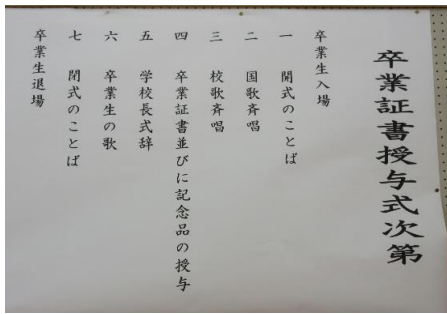 卒業証書授与式次第
卒業生入場
一 開式のことば
二 国歌斉唱
三 校歌斉唱
四 卒業証書並びに記念品の授与
五 学校長式辞
六 卒業生の歌
七 閉式のことば
卒業生退場